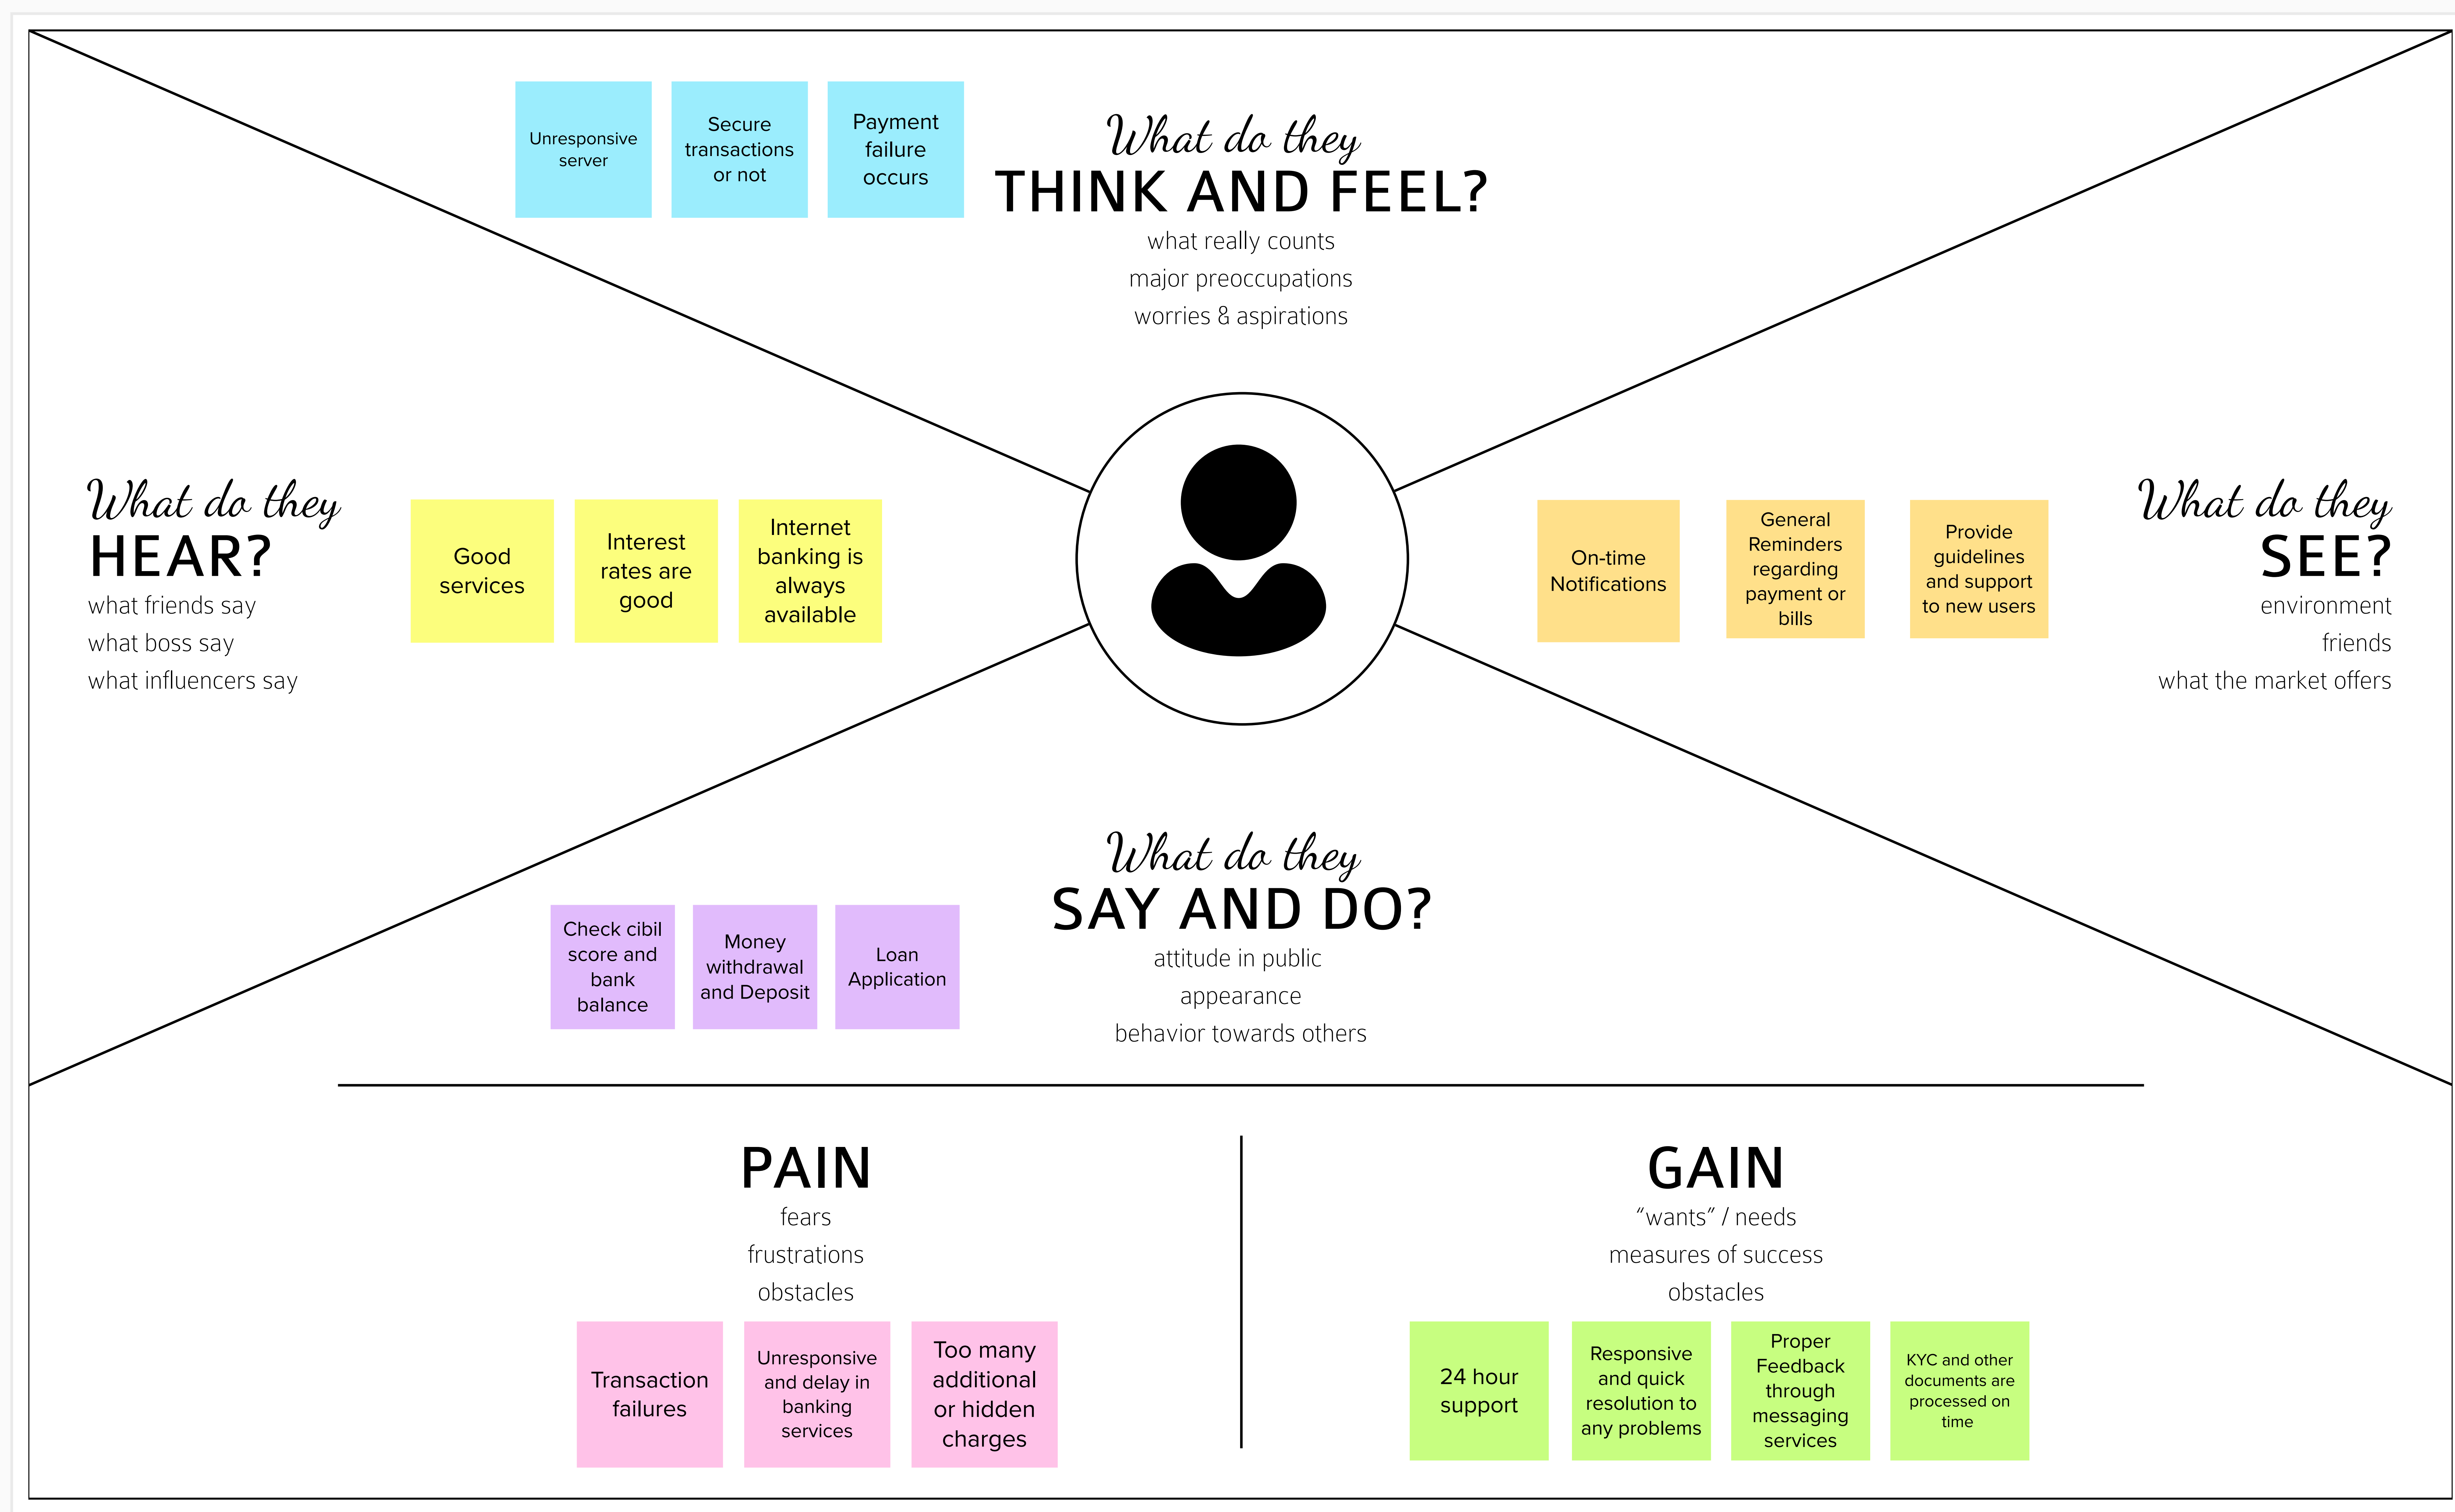 Unresponsive
server
Secure
transactions
or not
Payment
failure
occurs
What do they
THINK AND FEEL?
what really counts
major preoccupations
worries & aspirations
What do they
HEAR?
what friends say
what boss say
what influencers say
Good
services
Interest
rates are
good
Internet
banking is
always
available
On-time
Notifications
General
Reminders
regarding
payment or
bills
Provide
guidelines
and support
to new users
What do they
SEE?
environment
friends
what the market offers
Check cibil
score and
bank
balance
Money
withdrawal
and Deposit
Loan
Application
What do they
SAY AND DO?
attitude in public
appearance
behavior towards others
PAIN
fears
frustrations
obstacles
Transaction
failures
Unresponsive
and delay in
banking
services
Too many
additional
or hidden
charges
GAIN
“wants” / needs
measures of success
obstacles
24 hour
support
Responsive
and quick
resolution to
any problems
Proper
Feedback
through
messaging
services
KYC and other
documents are
processed on
time